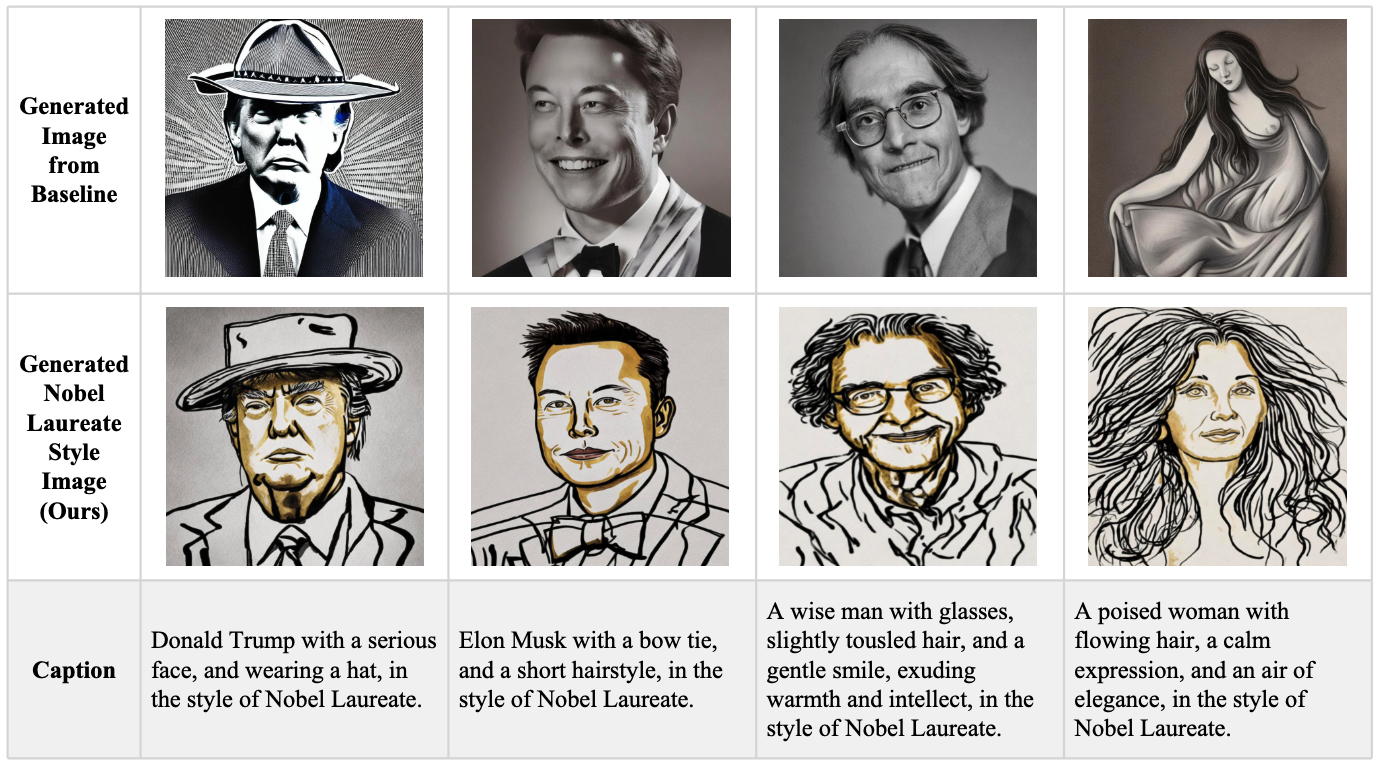 Generated
Image
from
Baseline
Generated
Nobel
Laureate
Style
Image
(Ours)
Caption
Donald Trump with a serious
face, and wearing a hat, in
the style of Nobel Laureate.
Elon Musk with a bow tie,
and a short hairstyle, in the
style of Nobel Laureate.
A wise man with glasses,
slightly tousled hair, and a
gentle smile, exuding
warmth and intellect, in the
style of Nobel Laureate.
A poised woman with
flowing hair, a calm
expression, and an air of
elegance, in the style of
Nobel Laureate.